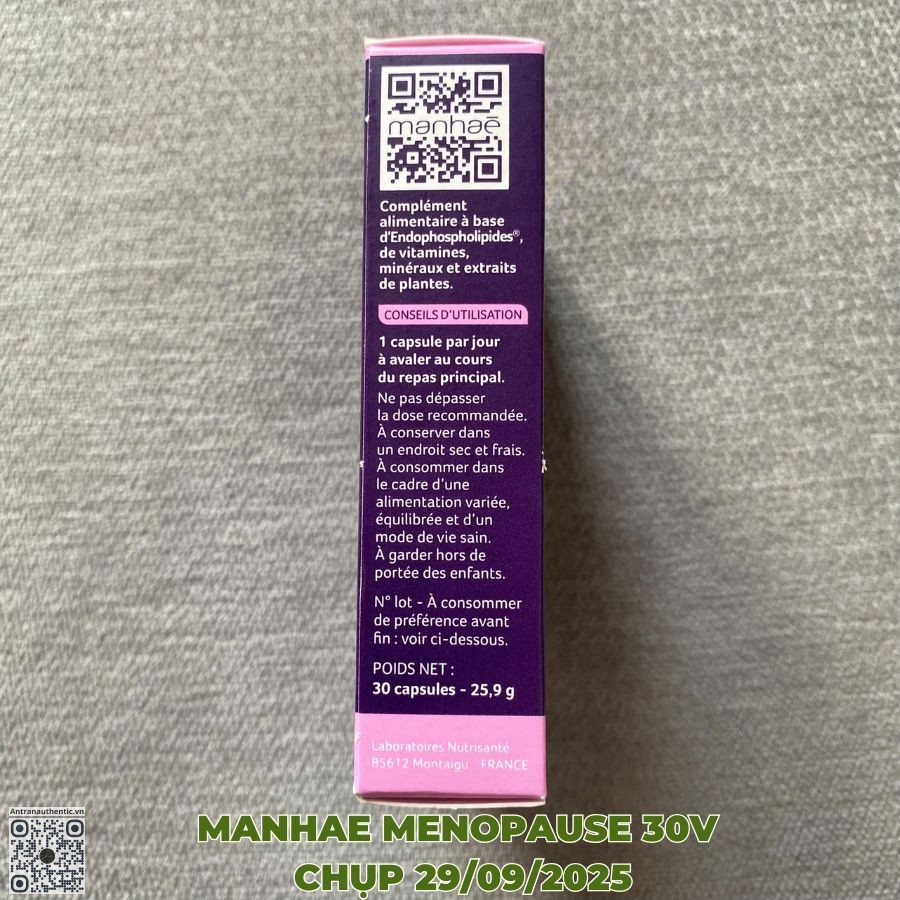 manhaē
Complément
alimentaire à base
d'Endophospholipides®,
de vitamines,
minéraux et extraits
de plantes.
CONSEILS D'UTILISATION
1 capsule par jour
à avaler au cours
du repas principal.
Ne pas dépasser
la dose recommandée.
À conserver dans
un endroit sec et frais.
À consommer dans
le cadre d'une
alimentation variée,
équilibrée et d'un
mode de vie sain.
À garder hors de
portée des enfants.
N° lot - À consommer
de préférence avant
fin : voir ci-dessous.
POIDS NET :
30 capsules - 25,9 g
Laboratoires Nutrisanté
85612 Montaigu FRANCE
Antranauthentic.vn
MANHAE MENOPAUSE 30V
CHỤP 29/09/2025